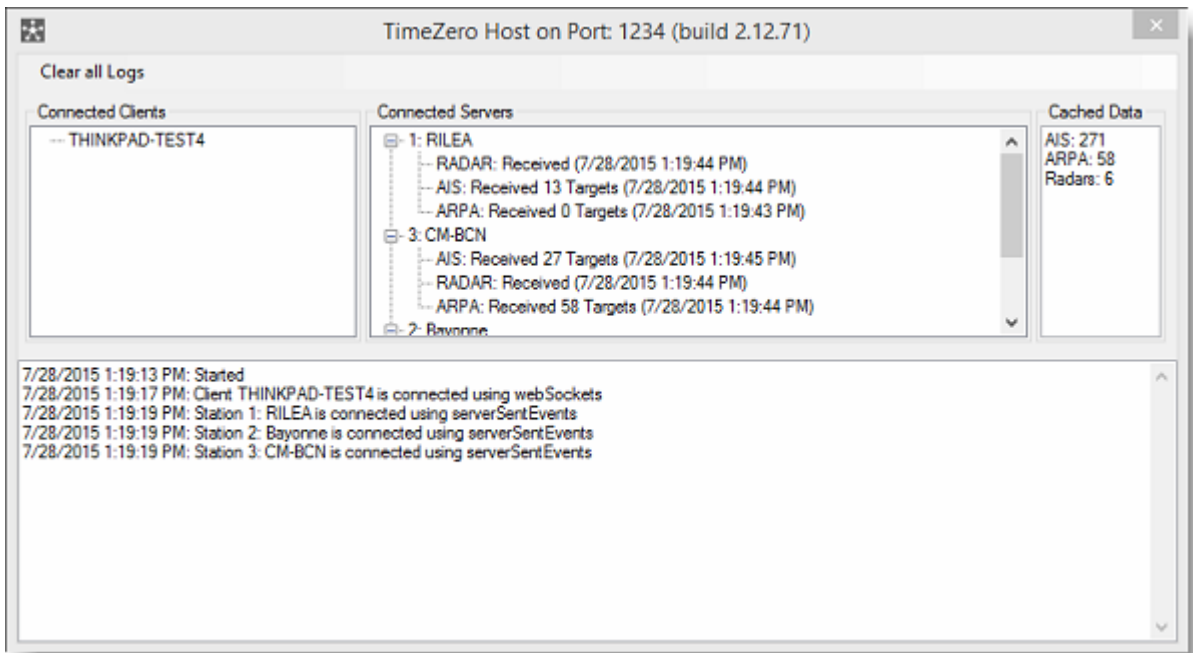 TimeZero Host on Port: 1234 (build 2.12.71)
Clear all Logs
Connected Clients
THINKPAD-TEST4
Connected Servers
1: RILEA
RADAR: Received (7/28/2015 1:19:44 PM)
AIS: Received 13 Targets (7/28/2015 1:19:44 PM)
ARPA: Received 0 Targets (7/28/2015 1:19:43 PM)
3: CM-BCN
AIS: Received 27 Targets (7/28/2015 1:19:45 PM)
RADAR: Received (7/28/2015 1:19:44 PM)
ARPA: Received 58 Targets (7/28/2015 1:19:44 PM)
2: Bayonne
Cached Data
AIS: 271
ARPA: 58
Radars: 6
7/28/2015 1:19:13 PM: Started
7/28/2015 1:19:17 PM: Client THINKPAD-TEST4 is connected using webSockets
7/28/2015 1:19:19 PM: Station 1: RILEA is connected using serverSentEvents
7/28/2015 1:19:19 PM: Station 2: Bayonne is connected using serverSentEvents
7/28/2015 1:19:19 PM: Station 3: CM-BCN is connected using serverSentEvents